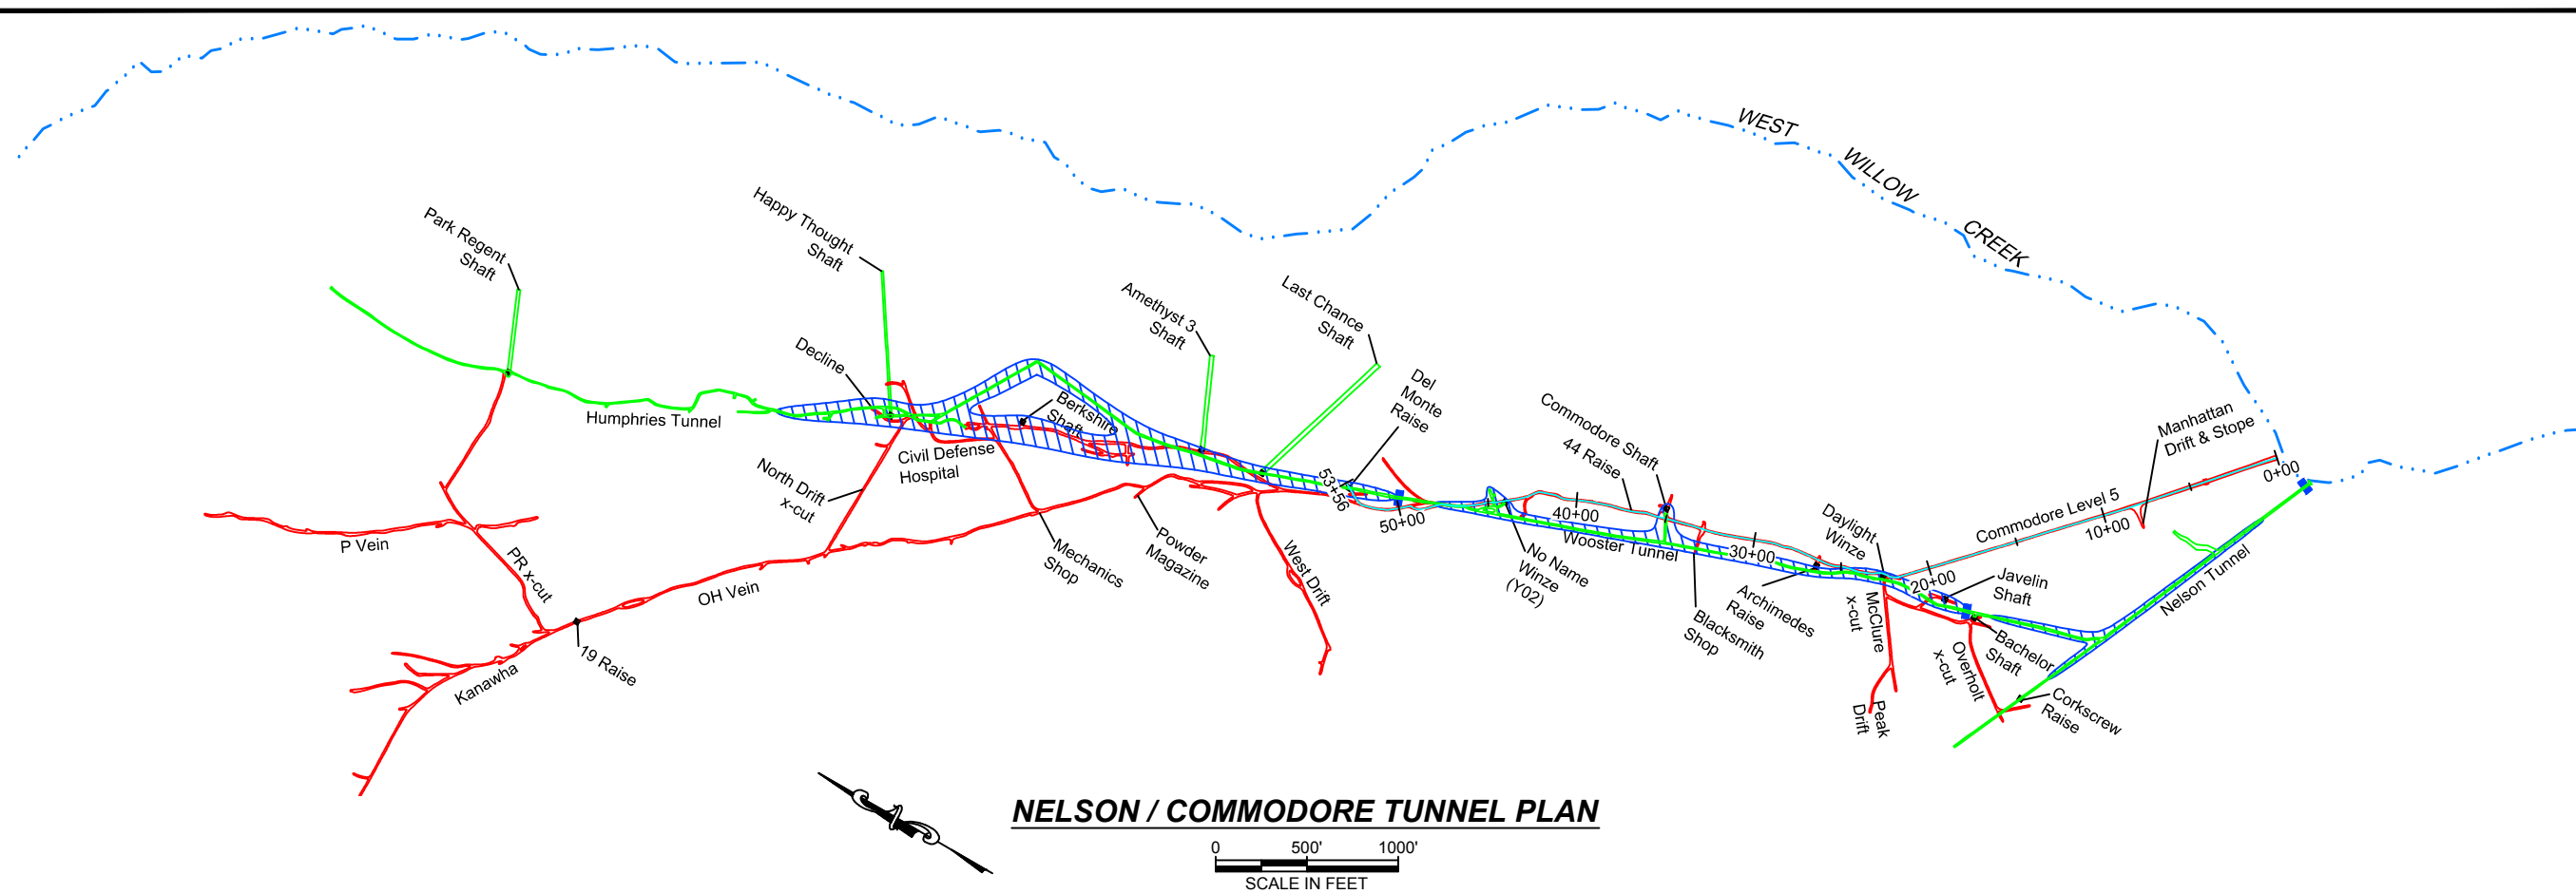 WEST
WILLOW
CREEK
Park Regent
Shaft
Happy Thought
Shaft
Amethyst 3
Shaft
Last Chance
Shaft
Decline
Berkshire
Shaft
Del
Monte
Raise
Commodore Shaft
44 Raise
Manhattan
Drift & Stope
0+00
Humphries Tunnel
Civil Defense
Hospital
North Drift
x-cut
53+56
50+00
40+00
Wooster Tunnel
30+00
Daylight
Winze
Commodore Level 5
10+00
P Vein
PR x-cut
OH Vein
Mechanics
Shop
Powder
Magazine
West Drift
No Name
Winze
(Y02)
Archimedes
Raise
Blacksmith
Shop
McClure
x-cut
20+00
Javelin
Shaft
Nelson Tunnel
Kanawha
19 Raise
Peak
Drift
Overholt
x-cut
Bachelor
Shaft
Corkscrew
Raise
NELSON / COMMODORE TUNNEL PLAN
0 500' 1000'
SCALE IN FEET